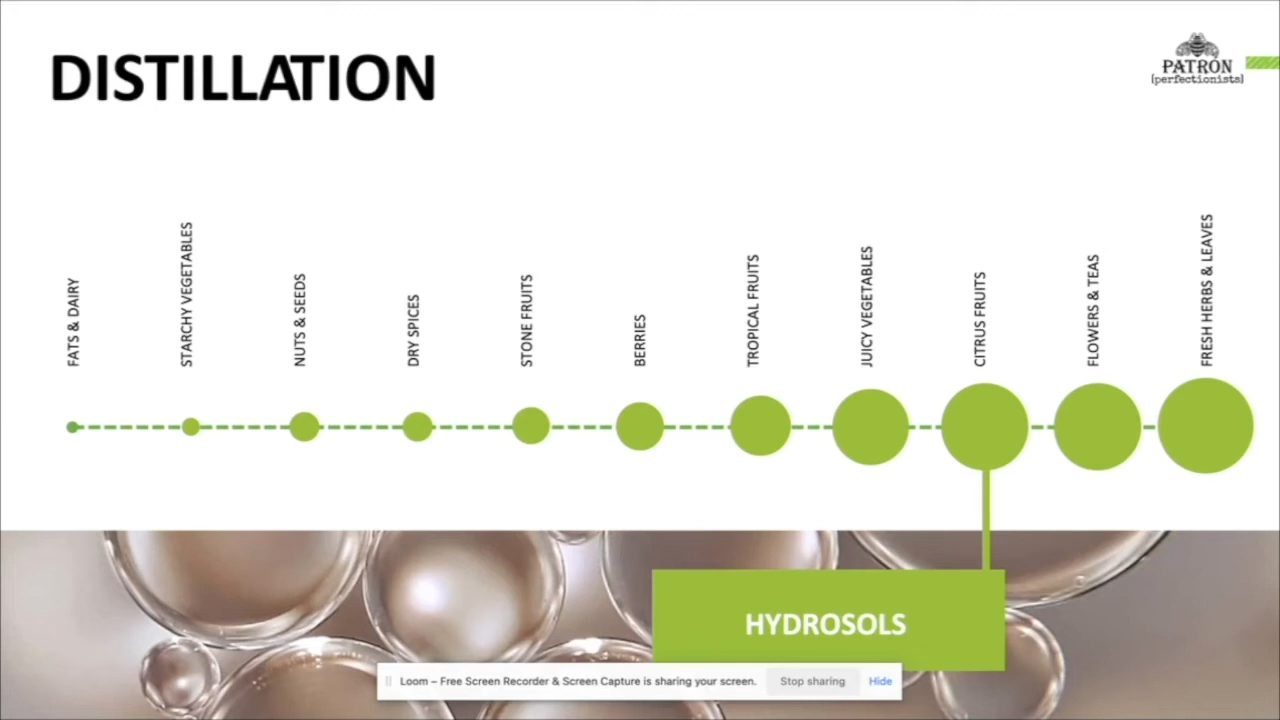 DISTILLATION
PATRÓN
[perfectionists]
FATS & DAIRY
STARCHY VEGETABLES
NUTS & SEEDS
DRY SPICES
STONE FRUITS
BERRIES
TROPICAL FRUITS
JUICY VEGETABLES
CITRUS FRUITS
FLOWERS & TEAS
FRESH HERBS & LEAVES
HYDROSOLS
Loom – Free Screen Recorder & Screen Capture is sharing your screen. Stop sharing Hide